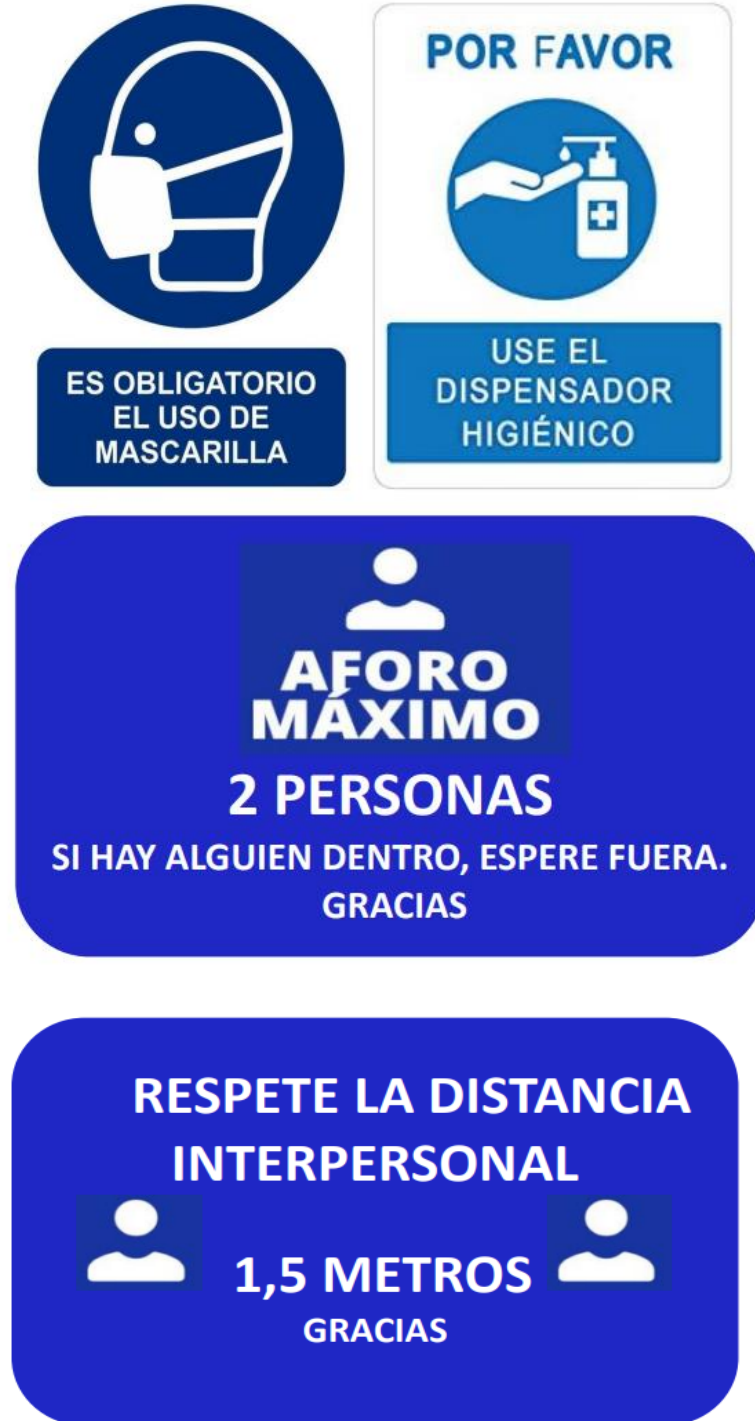 ES OBLIGATORIO
EL USO DE
MASCARILLA
POR FAVOR
USE EL
DISPENSADOR
HIGIÉNICO
AFORO
MÁXIMO
2 PERSONAS
SI HAY ALGUIEN DENTRO, ESPERE FUERA.
GRACIAS
RESPETE LA DISTANCIA
INTERPERSONAL
1,5 METROS
GRACIAS